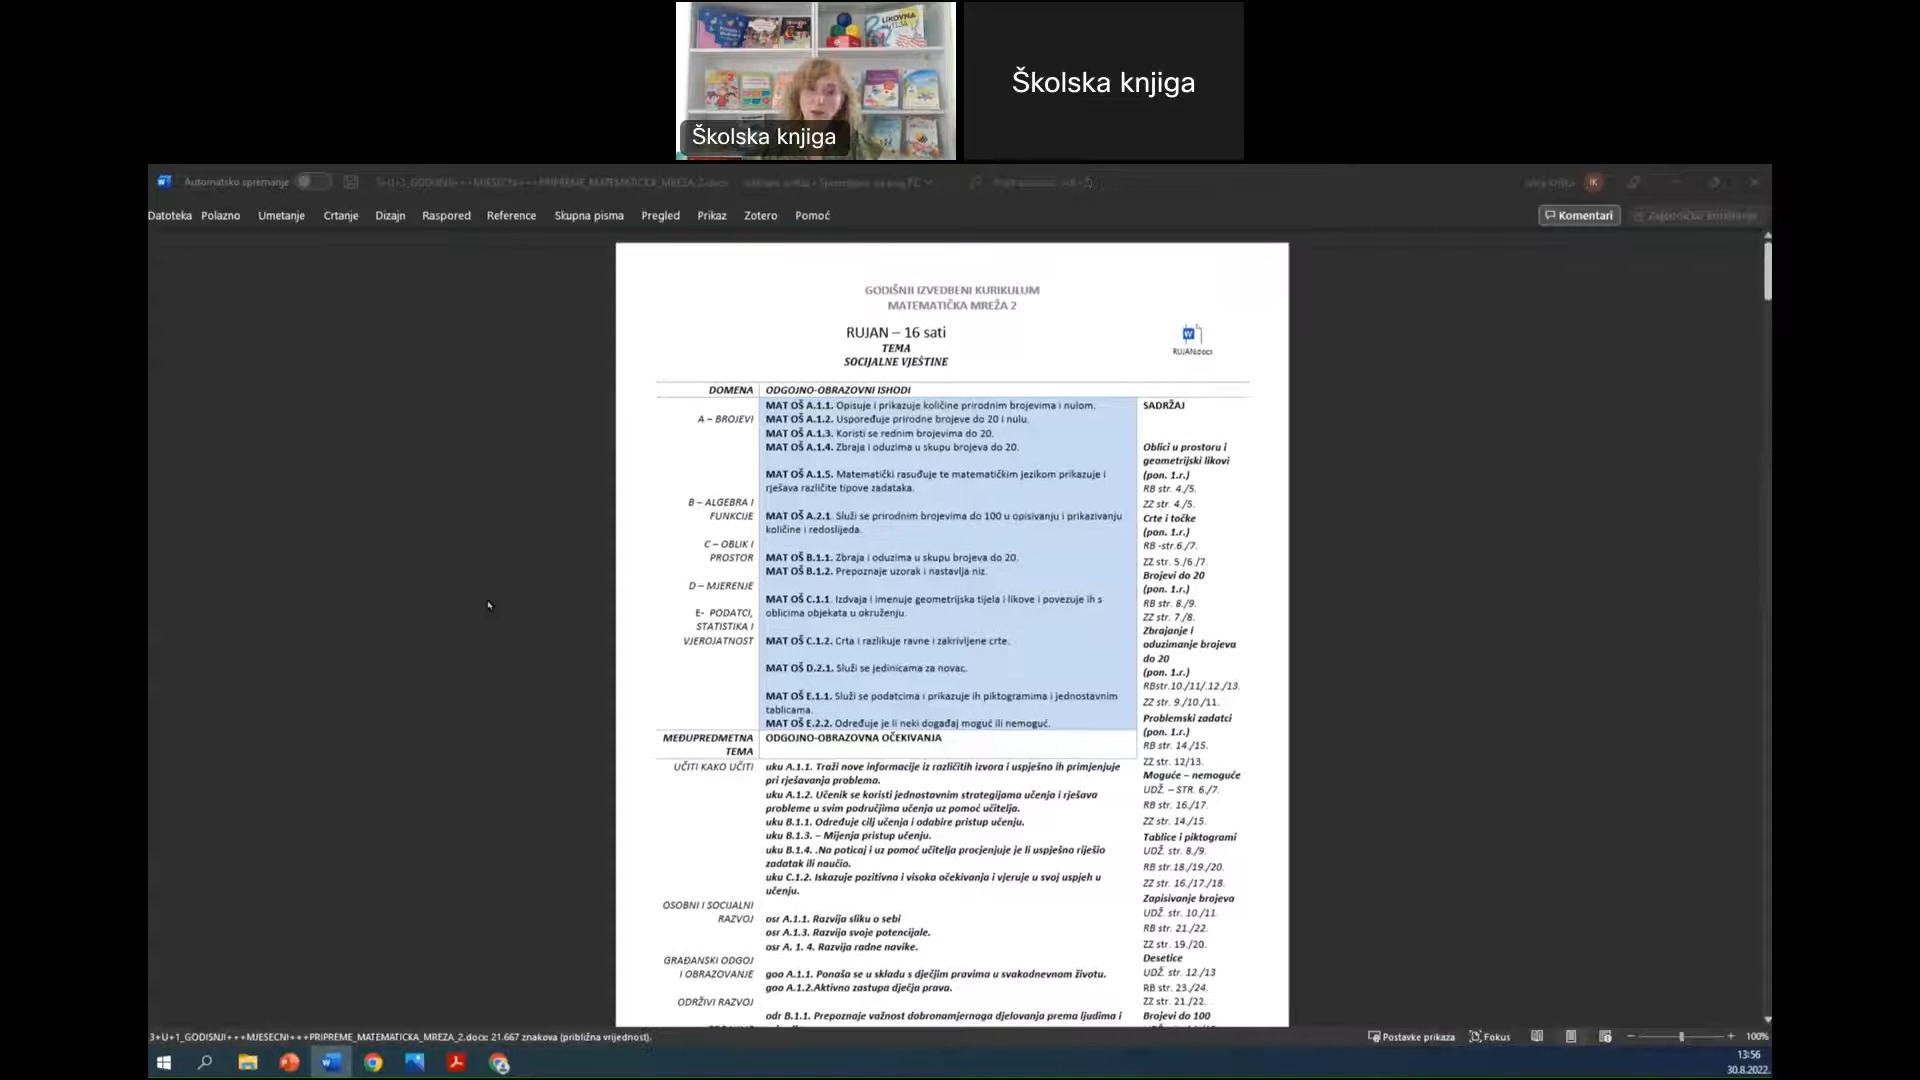 LIKOVNA
Školska knjiga
Školska knjiga
Automatsko spremanje
IK
Datoteka Polazno Umetanje Crtanje Dizajn Raspored Reference Skupna pisma Pregled Prikaz Zotero Pomoć
Komentari
GODIŠNJI IZVEDBENI KURIKULUM
MATEMATIČKA MREŽA 2
RUJAN – 16 sati
TEMA
SOCIJALNE VJEŠTINE
RUJAN.docx
DOMENA ODGOJNO-OBRAZOVNI ISHODI
A – BROJEVI
B – ALGEBRA I
FUNKCIJE
C – OBLIK I
PROSTOR
D – MJERENJE
E- PODATCI,
STATISTIKA I
VJEROJATNOST
MAT OŠ A.1.1. Opisuje i prikazuje količine prirodnim brojevima i nulom.
MAT OŠ A.1.2. Uspoređuje prirodne brojeve do 20 i nulu.
MAT OŠ A.1.3. Koristi se rednim brojevima do 20.
MAT OŠ A.1.4. Zbraja i oduzima u skupu brojeva do 20.
MAT OŠ A.1.5. Matematički rasuđuje te matematičkim jezikom prikazuje i
rješava različite tipove zadataka.
MAT OŠ A.2.1. Služi se prirodnim brojevima do 100 u opisivanju i prikazivanju
količine i redoslijeda.
MAT OŠ B.1.1. Zbraja i oduzima u skupu brojeva do 20.
MAT OŠ B.1.2. Prepoznaje uzorak i nastavlja niz.
MAT OŠ C.1.1. Izdvaja i imenuje geometrijska tijela i likove i povezuje ih s
oblicima objekata u okruženju.
MAT OŠ C.1.2. Crta i razlikuje ravne i zakrivljene crte.
MAT OŠ D.2.1. Služi se jedinicama za novac.
MAT OŠ E.1.1. Služi se podatcima i prikazuje ih piktogramima i jednostavnim
tablicama.
MAT OŠ E.2.2. Određuje je li neki događaj moguć ili nemoguć.
MEĐUPREDMETNA
TEMA
ODGOJNO-OBRAZOVNA OČEKIVANJA
UČITI KAKO UČITI
uku A.1.1. Traži nove informacije iz različitih izvora i uspješno ih primjenjuje
pri rješavanja problema.
uku A.1.2. Učenik se koristi jednostavnim strategijama učenja i rješava
probleme u svim područjima učenja uz pomoć učitelja.
uku B.1.1. Određuje cilj učenja i odabire pristup učenju.
uku B.1.3. – Mijenja pristup učenju.
uku B.1.4. .Na poticaj i uz pomoć učitelja procjenjuje je li uspješno riješio
zadatak ili naučio.
uku C.1.2. Iskazuje pozitivna i visoka očekivanja i vjeruje u svoj uspjeh u
učenju.
OSOBNI I SOCIJALNI
RAZVOJ
osr A.1.1. Razvija sliku o sebi
osr A.1.3. Razvija svoje potencijale.
osr A. 1. 4. Razvija radne navike.
GRAĐANSKI ODGOJ
I OBRAZOVANJE
goo A.1.1. Ponaša se u skladu s dječjim pravima u svakodnevnom životu.
goo A.1.2.Aktivno zastupa dječja prava.
ODRŽIVI RAZVOJ
odr B.1.1. Prepoznaje važnost dobronamjernoga djelovanja prema ljudima i
SADRŽAJ
Oblici u prostoru i
geometrijski likovi
(pon. 1.r.)
RB str. 4./5.
ZZ str. 4./5.
Crte i točke
(pon. 1.r.)
RB -str.6./7.
ZZ str. 5./6./7.
Brojevi do 20
(pon. 1.r.)
RB str. 8./9.
ZZ str. 7./8.
Zbrajanje i
oduzimanje brojeva
do 20
(pon. 1.r.)
RBstr.10./11/.12./13.
ZZ str. 9./10./11.
Problemski zadatci
(pon. 1.r.)
RB str. 14./15.
ZZ str. 12/13.
Moguće – nemoguće
UDŽ. – STR. 6./7.
RB str. 16./17.
ZZ str. 14./15.
Tablice i piktogrami
UDŽ. str. 8./9.
RB str.18./19./20.
ZZ str. 16./17./18.
Zapisivanje brojeva
UDŽ. str. 10./11.
RB str. 21./22.
ZZ str. 19./20.
Desetice
UDŽ. str. 12./13
RB str. 23./24.
ZZ str. 21./22.
Brojevi do 100
3+U+1_GODISNJI+++MJESECNI+++PRIPREME_MATEMATICKA_MREZA_2.docx: 21.667 znakova (približna vrijednost).
Postavke prikaza Fokus 100%
13:56
30.8.2022.